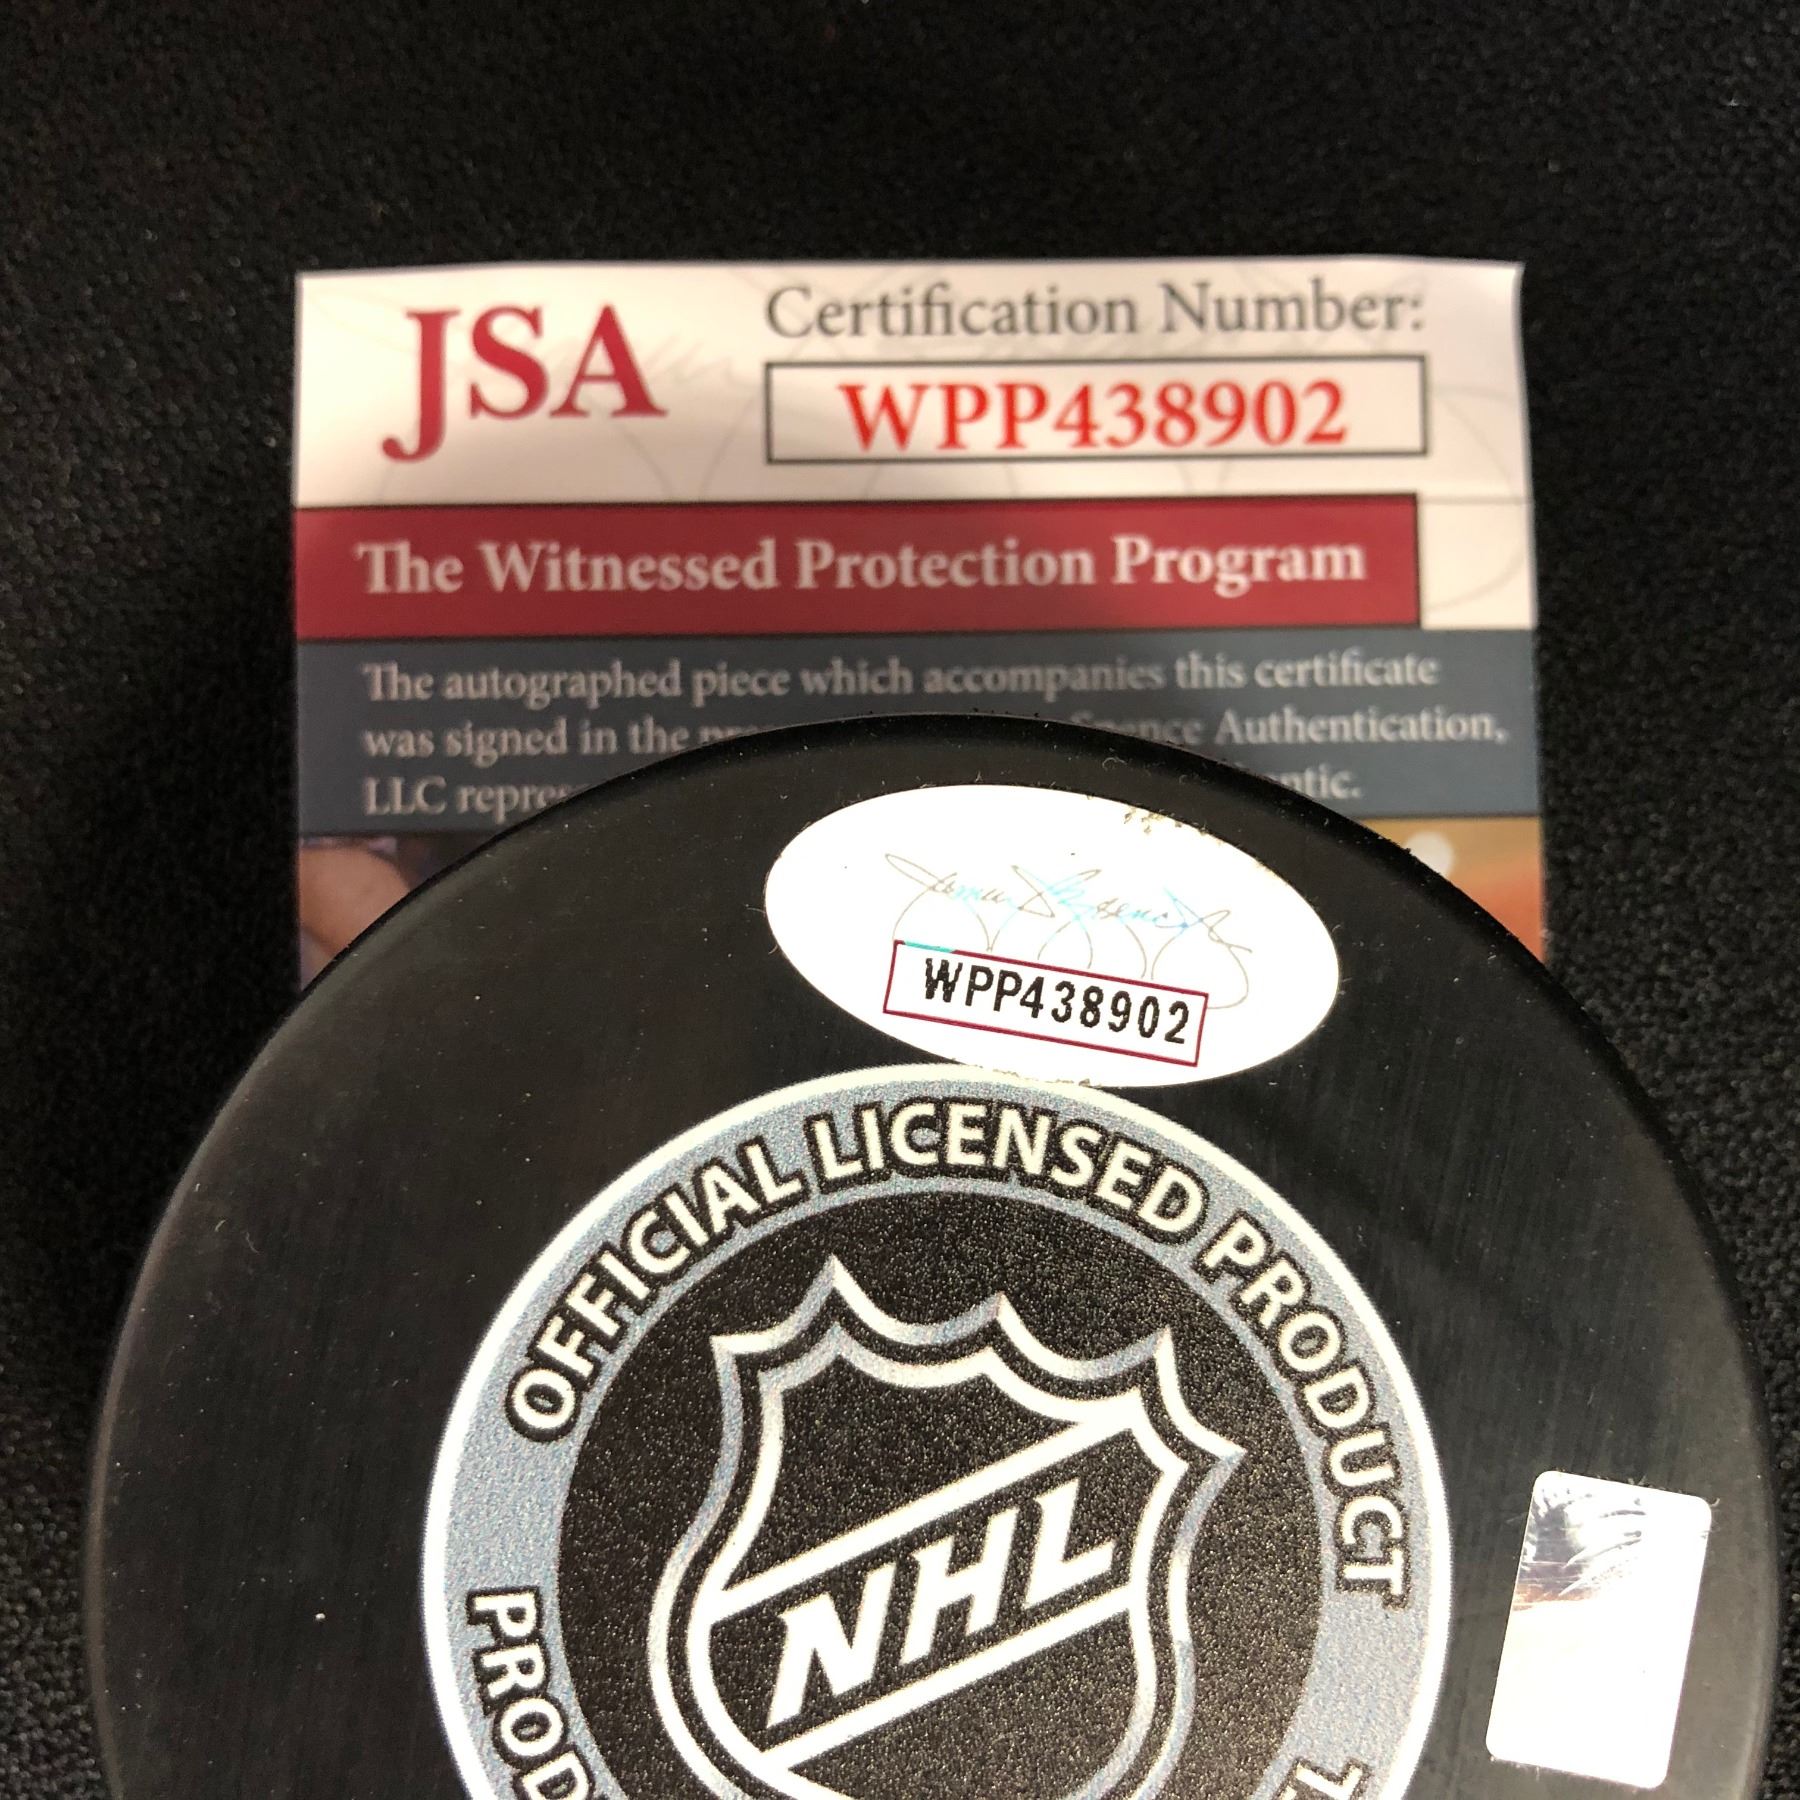 JSA
Certification Number:
WPP438902
The Witnessed Protection Program
The autographed piece which accompanies this certificate
was signed in the Authentication,
LLC
WPP438902
OFFICIAL LICENSED PRODUCT
NHL